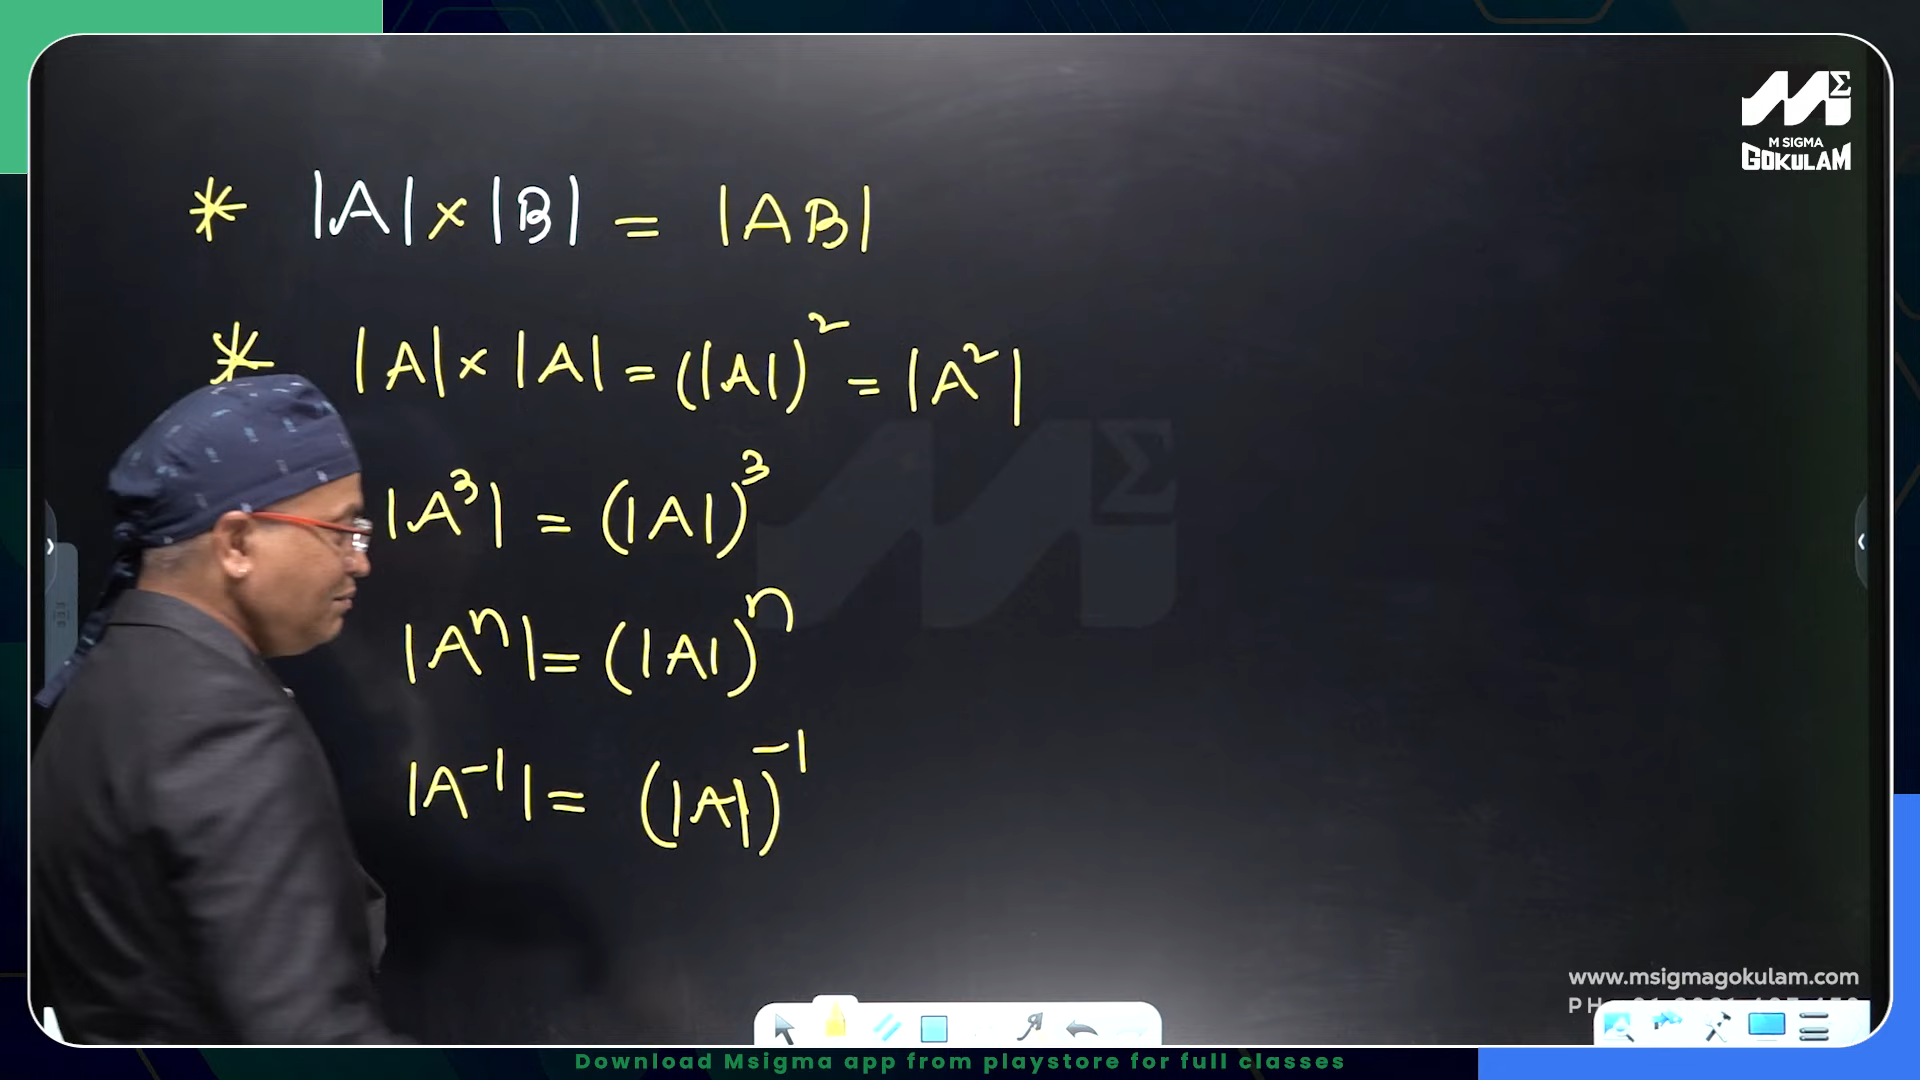 M Σ
M SIGMA
GOKULAM
* |A| × |B| = |AB|
* |A| × |A| = (|A|)² = |A²|
|A³| = (|A|)³
|Aⁿ| = (|A|)ⁿ
|A⁻¹| = (|A|)⁻¹
www.msigmagokulam.com
Download Msigma app from playstore for full classes